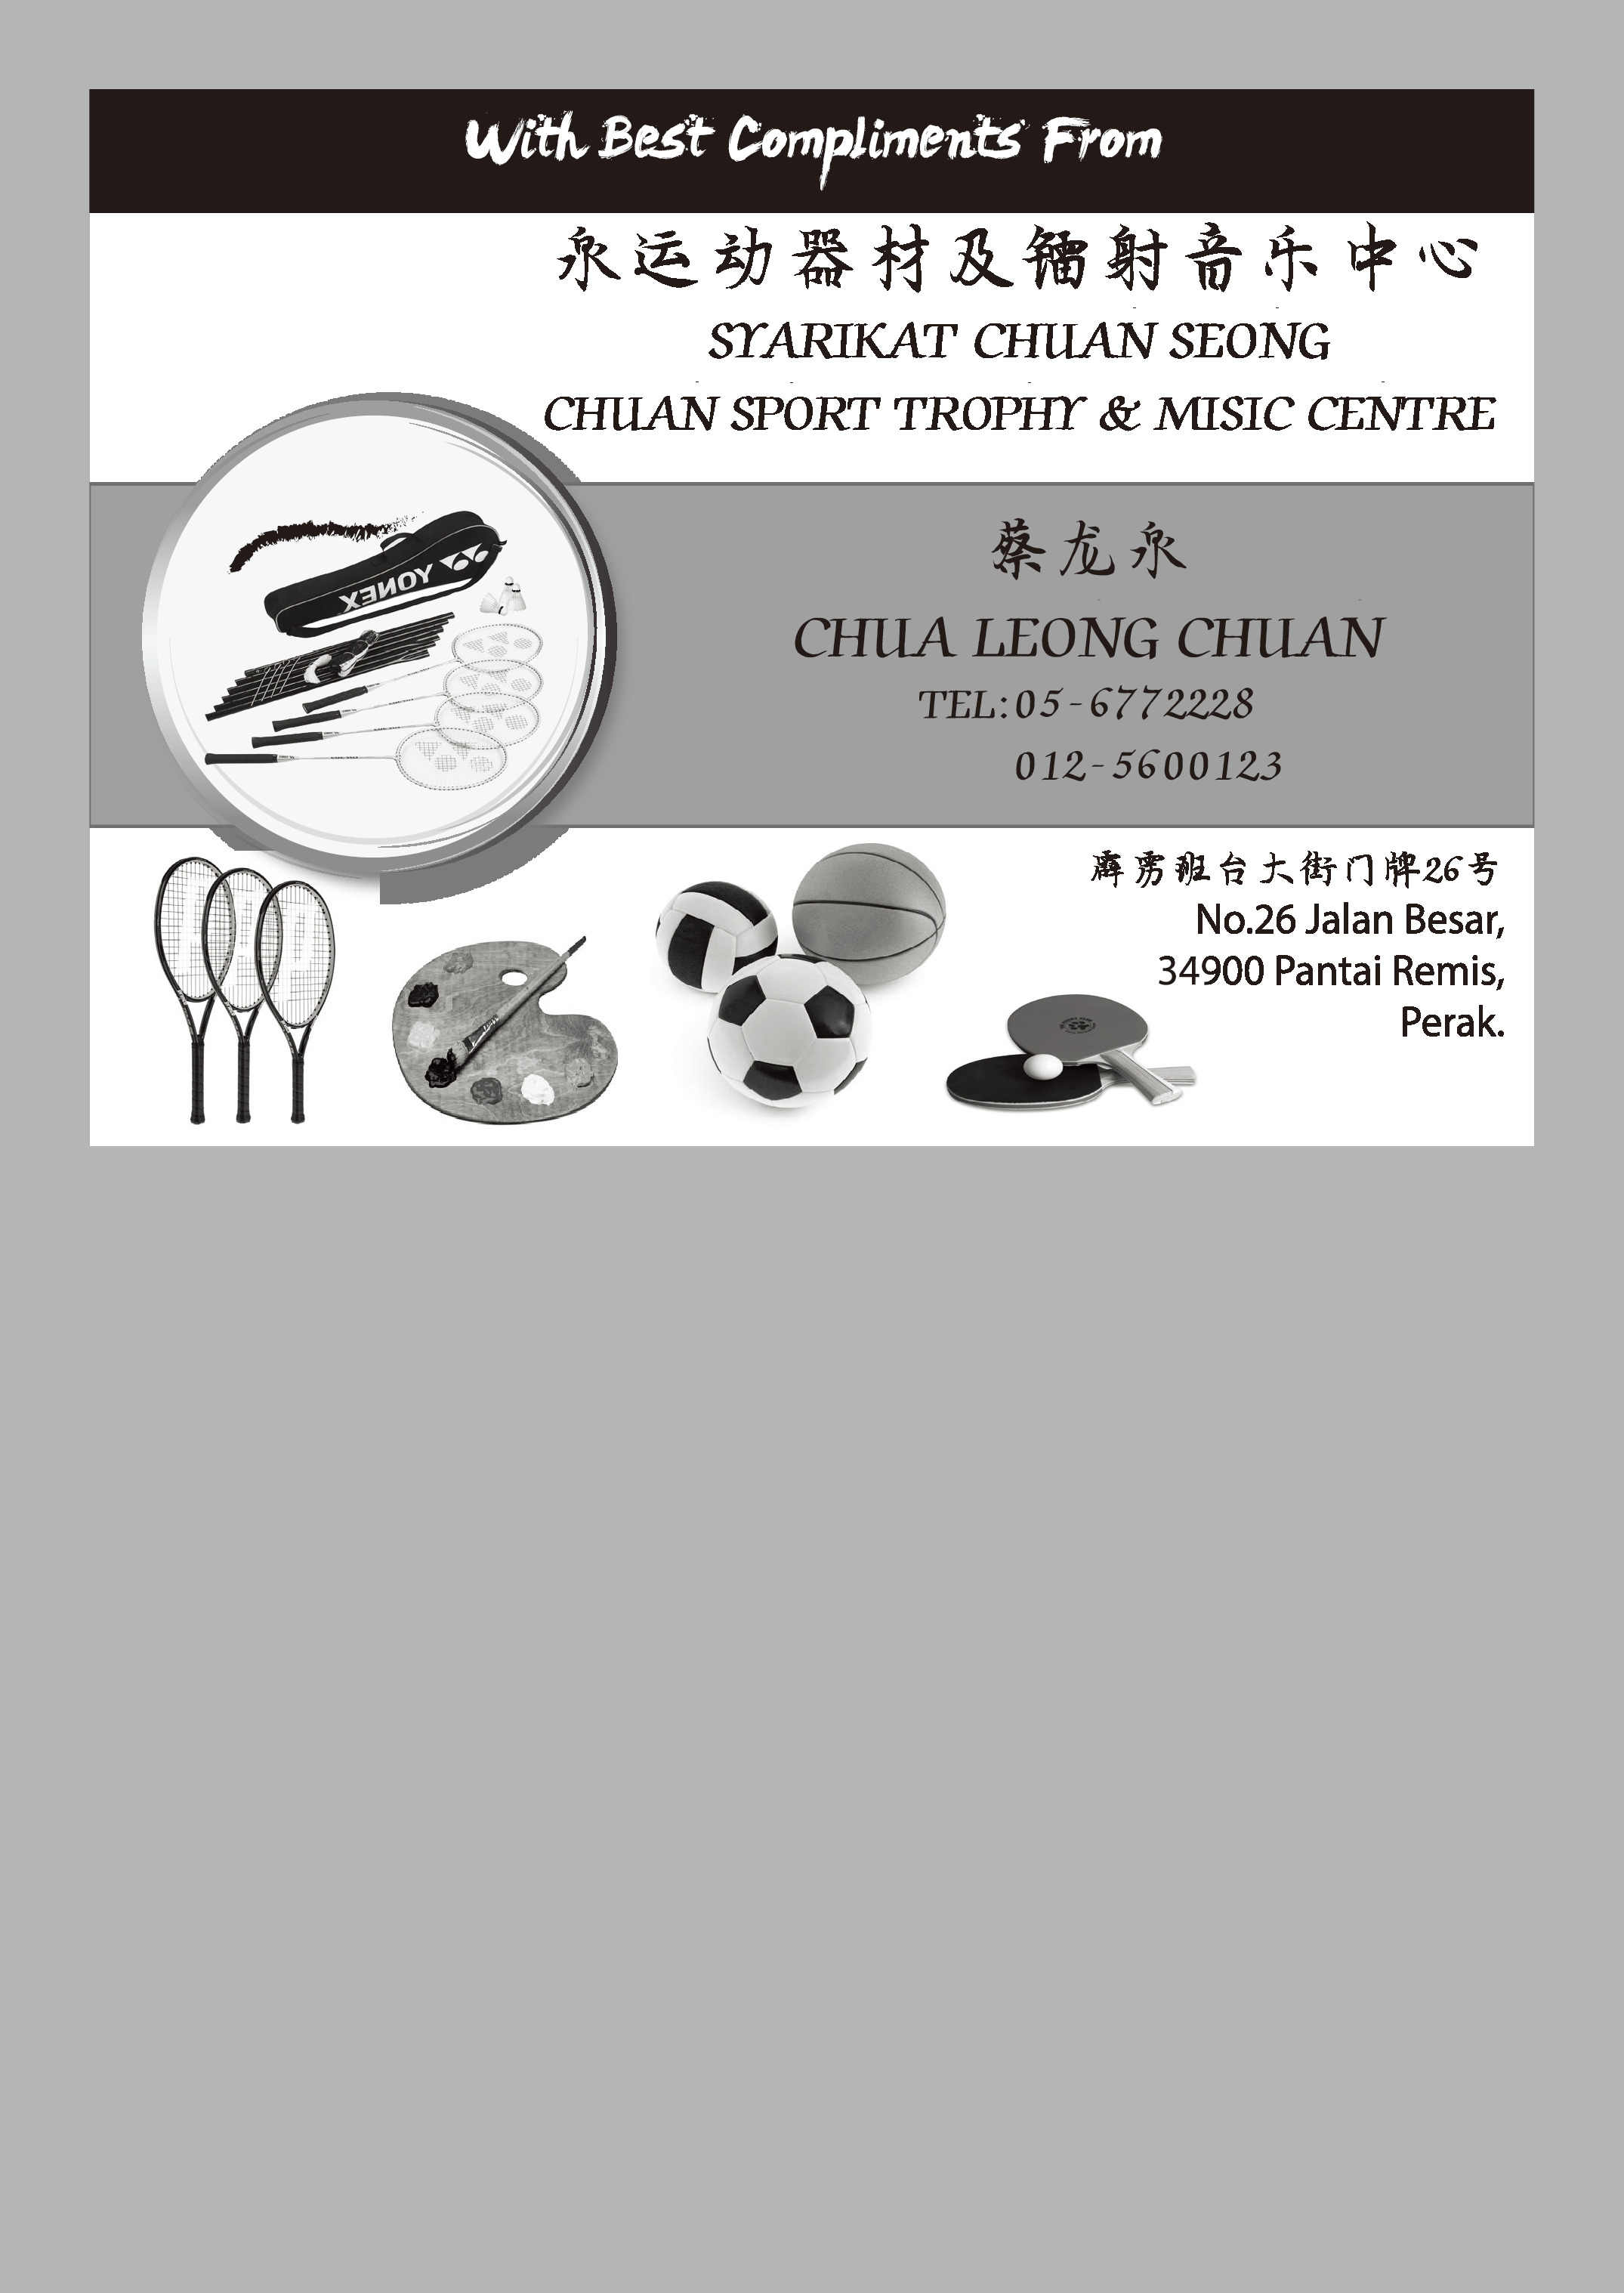 With Best Compliments From
泉运动器材及镭射音乐中心
SYARIKAT CHUAN SEONG
CHUAN SPORT TROPHY & MISIC CENTRE
YONEX
蔡龙泉
CHUA LEONG CHUAN
TEL:05-6772228
012-5600123
霹雳班台大街门牌26号
No.26 Jalan Besar,
34900 Pantai Remis,
Perak.